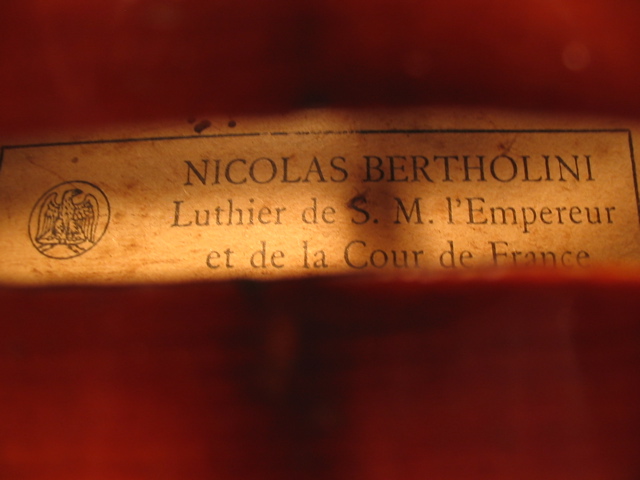 NICOLAS BERTHOLINI
Luthier de S. M. l'Empereur
et de la Cour de France